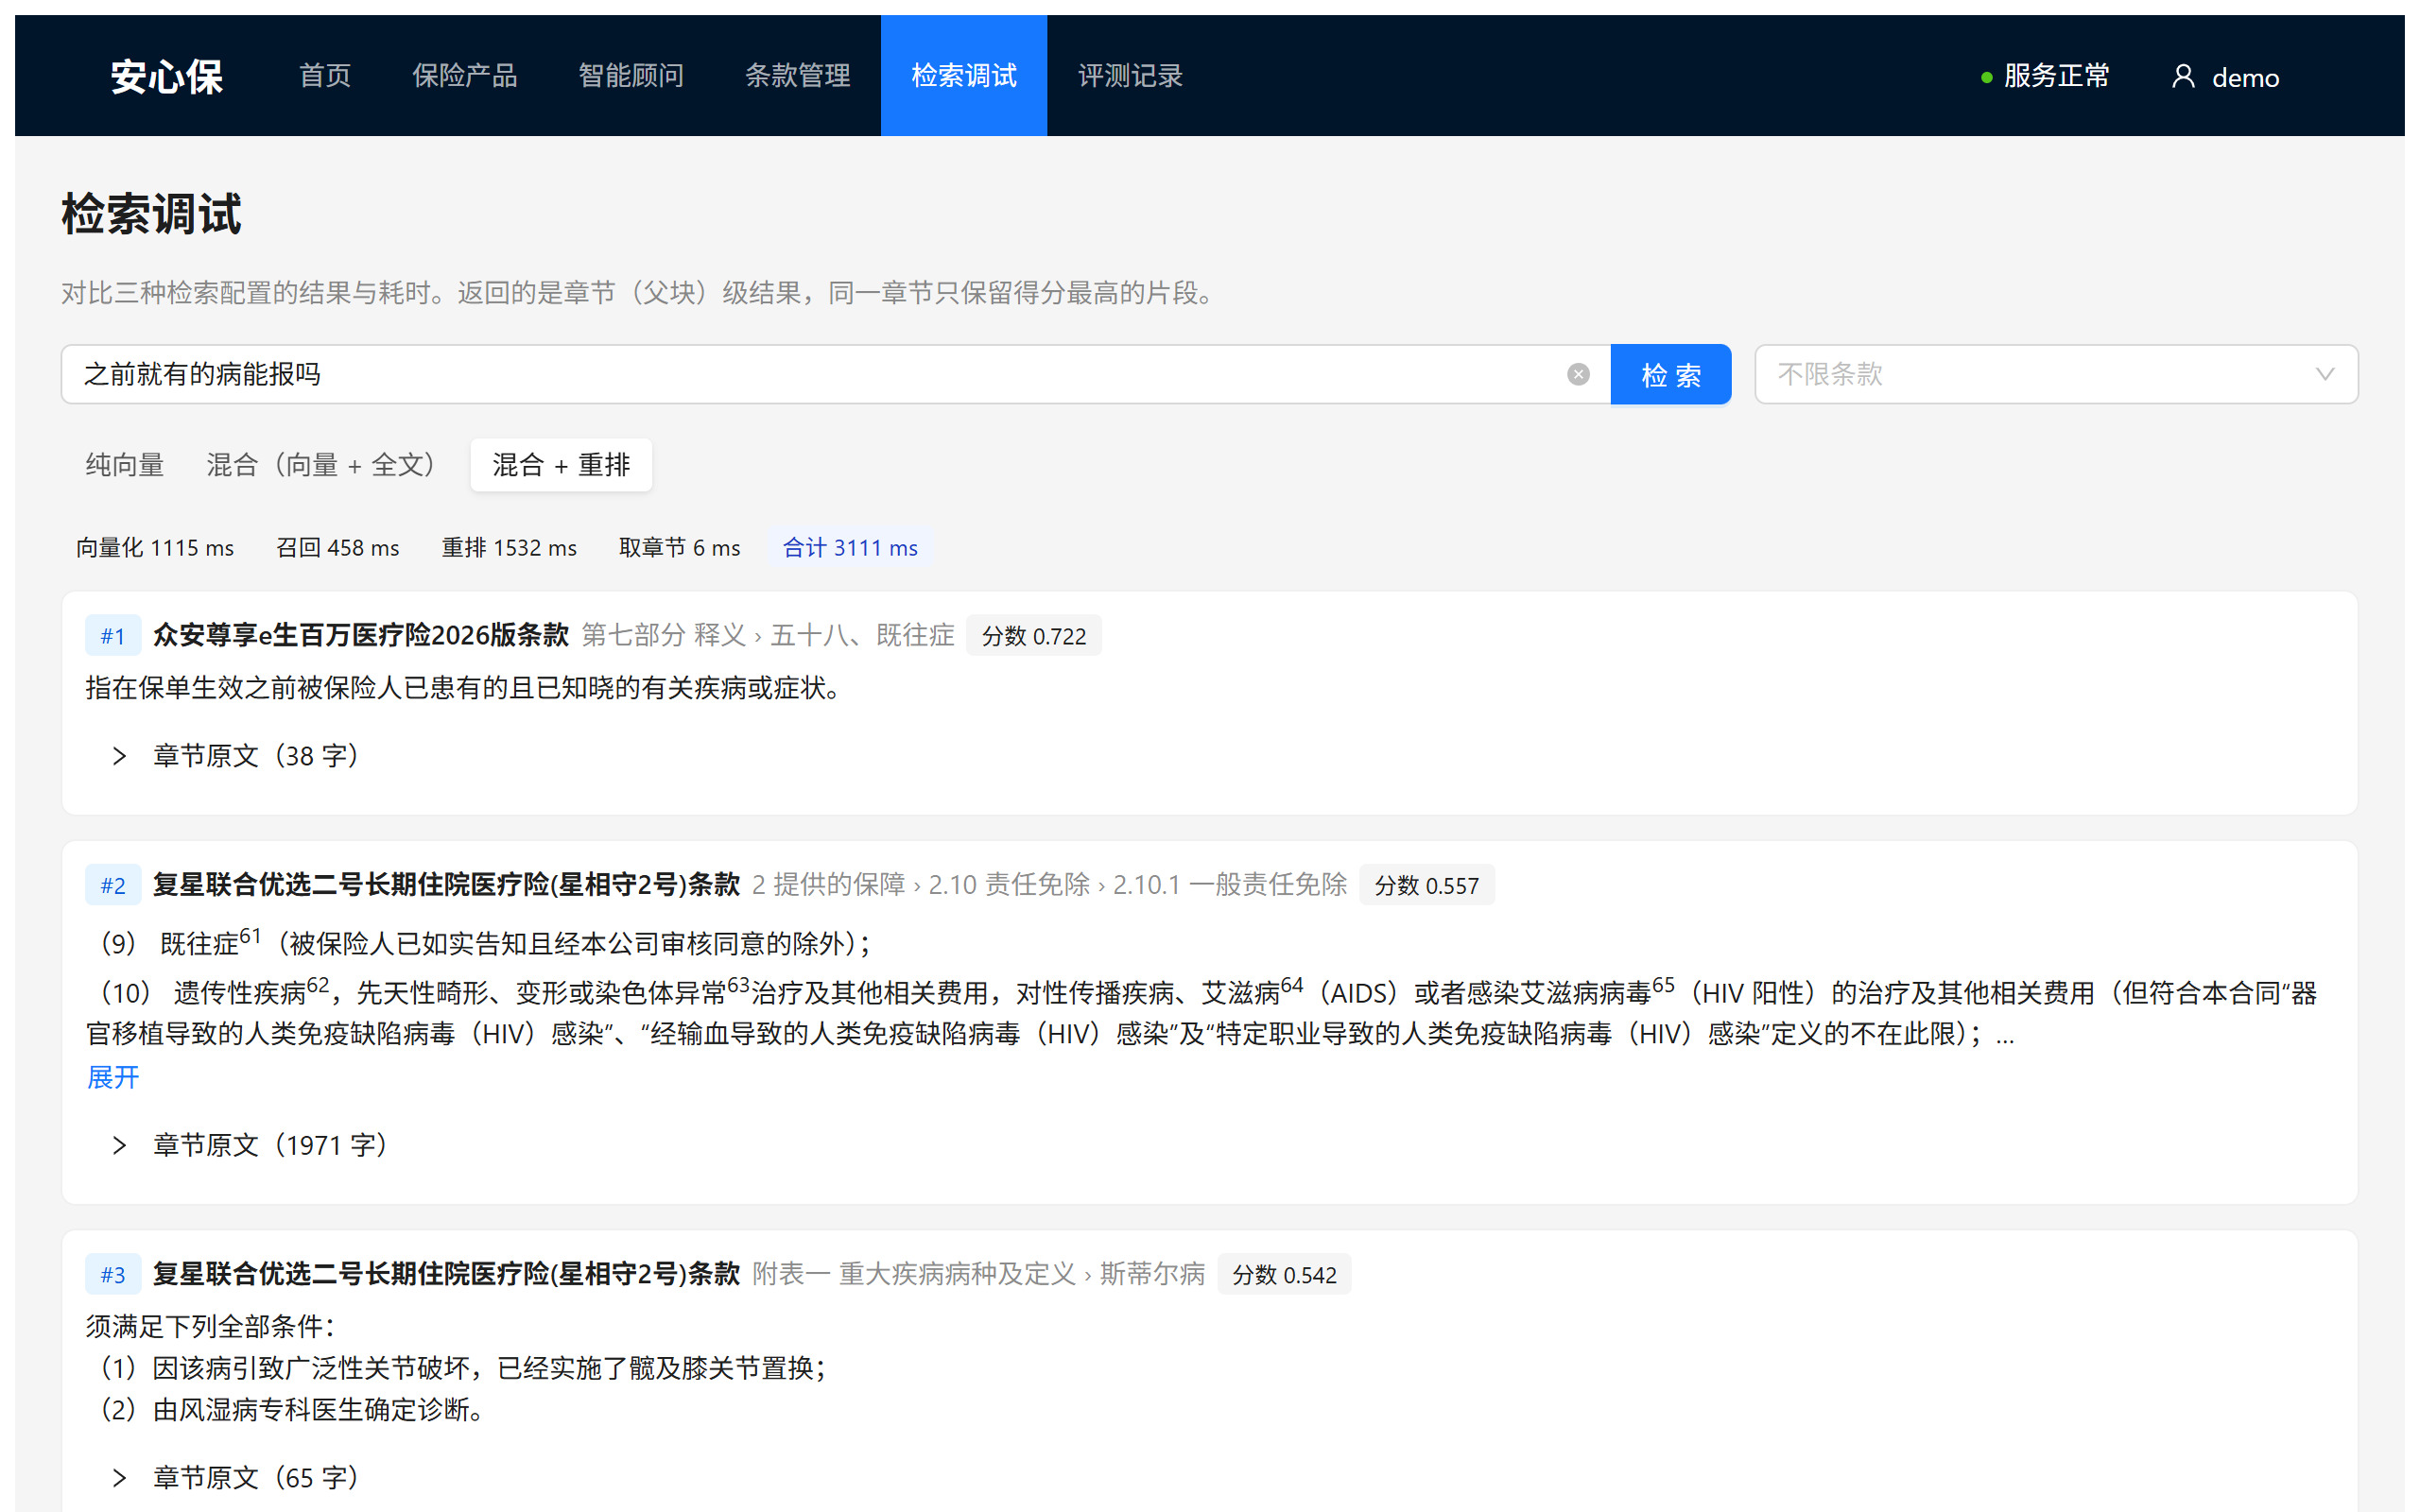 安心保 首页 保险产品 智能顾问 条款管理 检索调试 评测记录 服务正常 demo
检索调试
对比三种检索配置的结果与耗时。返回的是章节（父块）级结果，同一章节只保留得分最高的片段。
之前就有的病能报吗 检 索 不限条款
纯向量 混合（向量 + 全文） 混合 + 重排
向量化 1115 ms 召回 458 ms 重排 1532 ms 取章节 6 ms 合计 3111 ms
#1 众安尊享e生百万医疗险2026版条款 第七部分 释义 › 五十八、既往症 分数 0.722
指在保单生效之前被保险人已患有的且已知晓的有关疾病或症状。
章节原文（38 字）
#2 复星联合优选二号长期住院医疗险(星相守2号)条款 2 提供的保障 › 2.10 责任免除 › 2.10.1 一般责任免除 分数 0.557
（9） 既往症61（被保险人已如实告知且经本公司审核同意的除外）；
（10） 遗传性疾病62，先天性畸形、变形或染色体异常63治疗及其他相关费用，对性传播疾病、艾滋病64（AIDS）或者感染艾滋病病毒65（HIV 阳性）的治疗及其他相关费用（但符合本合同“器
官移植导致的人类免疫缺陷病毒（HIV）感染”、“经输血导致的人类免疫缺陷病毒（HIV）感染”及“特定职业导致的人类免疫缺陷病毒（HIV）感染”定义的不在此限）；...
展开
章节原文（1971 字）
#3 复星联合优选二号长期住院医疗险(星相守2号)条款 附表一 重大疾病病种及定义 › 斯蒂尔病 分数 0.542
须满足下列全部条件：
（1）因该病引致广泛性关节破坏，已经实施了髋及膝关节置换；
（2）由风湿病专科医生确定诊断。
章节原文（65 字）